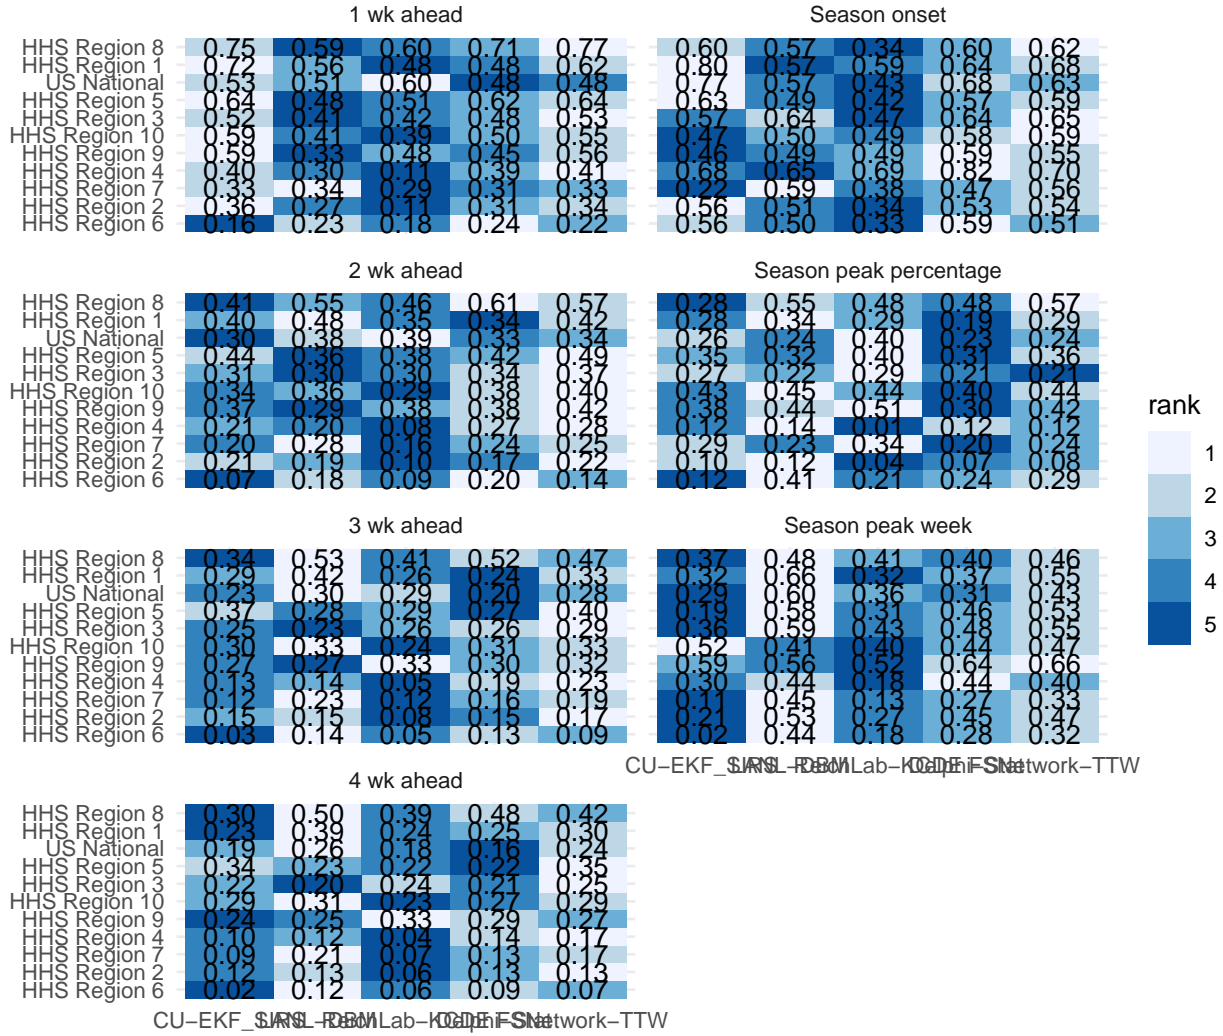 1 wk ahead
HHS Region 8 0.75 0.59 0.60 0.71 0.77
HHS Region 1 0.72 0.56 0.48 0.48 0.62
US National 0.53 0.51 0.60 0.48 0.48
HHS Region 5 0.64 0.48 0.51 0.62 0.64
HHS Region 3 0.52 0.41 0.42 0.48 0.53
HHS Region 10 0.59 0.41 0.39 0.50 0.55
HHS Region 9 0.59 0.33 0.48 0.45 0.56
HHS Region 4 0.40 0.30 0.11 0.39 0.41
HHS Region 7 0.33 0.34 0.29 0.31 0.33
HHS Region 2 0.36 0.27 0.11 0.31 0.34
HHS Region 6 0.16 0.23 0.18 0.24 0.22
Season onset
0.60 0.57 0.34 0.60 0.62
0.80 0.57 0.59 0.64 0.68
0.77 0.57 0.43 0.68 0.63
0.63 0.49 0.42 0.57 0.59
0.57 0.64 0.47 0.64 0.65
0.47 0.50 0.49 0.58 0.59
0.46 0.49 0.49 0.59 0.55
0.68 0.65 0.69 0.82 0.70
0.22 0.59 0.38 0.47 0.56
0.56 0.51 0.34 0.53 0.54
0.56 0.50 0.33 0.59 0.51
2 wk ahead
HHS Region 8 0.41 0.55 0.46 0.61 0.57
HHS Region 1 0.40 0.48 0.35 0.34 0.42
US National 0.30 0.38 0.39 0.33 0.34
HHS Region 5 0.44 0.36 0.38 0.42 0.49
HHS Region 3 0.31 0.30 0.30 0.34 0.37
HHS Region 10 0.34 0.36 0.29 0.38 0.40
HHS Region 9 0.37 0.29 0.38 0.38 0.42
HHS Region 4 0.21 0.20 0.08 0.27 0.28
HHS Region 7 0.20 0.28 0.16 0.24 0.25
HHS Region 2 0.21 0.19 0.10 0.17 0.22
HHS Region 6 0.07 0.18 0.09 0.20 0.14
Season peak percentage
0.28 0.55 0.48 0.48 0.57
0.28 0.34 0.29 0.19 0.29
0.26 0.24 0.40 0.23 0.24
0.35 0.32 0.40 0.31 0.36
0.27 0.22 0.29 0.21 0.21
0.43 0.45 0.44 0.40 0.44
0.38 0.44 0.51 0.30 0.42
0.12 0.14 0.01 0.12 0.12
0.29 0.23 0.34 0.20 0.24
0.10 0.12 0.04 0.07 0.08
0.12 0.41 0.21 0.24 0.29
3 wk ahead
HHS Region 8 0.34 0.53 0.41 0.52 0.47
HHS Region 1 0.29 0.42 0.26 0.24 0.33
US National 0.23 0.30 0.29 0.20 0.28
HHS Region 5 0.37 0.28 0.29 0.27 0.40
HHS Region 3 0.25 0.23 0.26 0.26 0.29
HHS Region 10 0.30 0.33 0.24 0.31 0.33
HHS Region 9 0.27 0.27 0.33 0.30 0.32
HHS Region 4 0.13 0.14 0.05 0.19 0.23
HHS Region 7 0.12 0.23 0.12 0.16 0.19
HHS Region 2 0.15 0.15 0.08 0.15 0.17
HHS Region 6 0.03 0.14 0.05 0.13 0.09
Season peak week
0.37 0.48 0.41 0.40 0.46
0.32 0.66 0.32 0.37 0.55
0.29 0.60 0.36 0.31 0.43
0.19 0.58 0.31 0.46 0.53
0.36 0.59 0.43 0.48 0.55
0.52 0.41 0.40 0.44 0.47
0.59 0.56 0.52 0.64 0.66
0.30 0.44 0.18 0.44 0.40
0.11 0.45 0.13 0.27 0.33
0.21 0.53 0.27 0.45 0.47
0.02 0.44 0.18 0.28 0.32
4 wk ahead
HHS Region 8 0.30 0.50 0.39 0.48 0.42
HHS Region 1 0.23 0.39 0.24 0.25 0.30
US National 0.19 0.26 0.18 0.16 0.24
HHS Region 5 0.34 0.23 0.22 0.22 0.35
HHS Region 3 0.22 0.20 0.24 0.21 0.25
HHS Region 10 0.29 0.31 0.23 0.27 0.29
HHS Region 9 0.24 0.25 0.33 0.29 0.27
HHS Region 4 0.10 0.12 0.04 0.14 0.17
HHS Region 7 0.09 0.21 0.07 0.13 0.17
HHS Region 2 0.12 0.13 0.06 0.13 0.13
HHS Region 6 0.02 0.12 0.06 0.09 0.07
rank
1
2
3
4
5